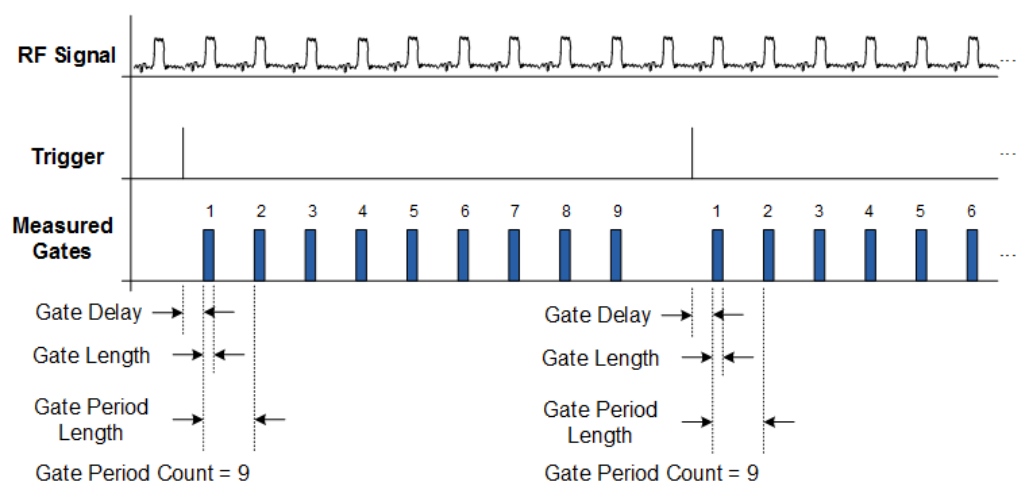 RF Signal
Trigger
Measured
Gates
1 2 3 4 5 6 7 8 9 1 2 3 4 5 6
Gate Delay
Gate Length
Gate Period
Length
Gate Period Count = 9
Gate Delay
Gate Length
Gate Period
Length
Gate Period Count = 9